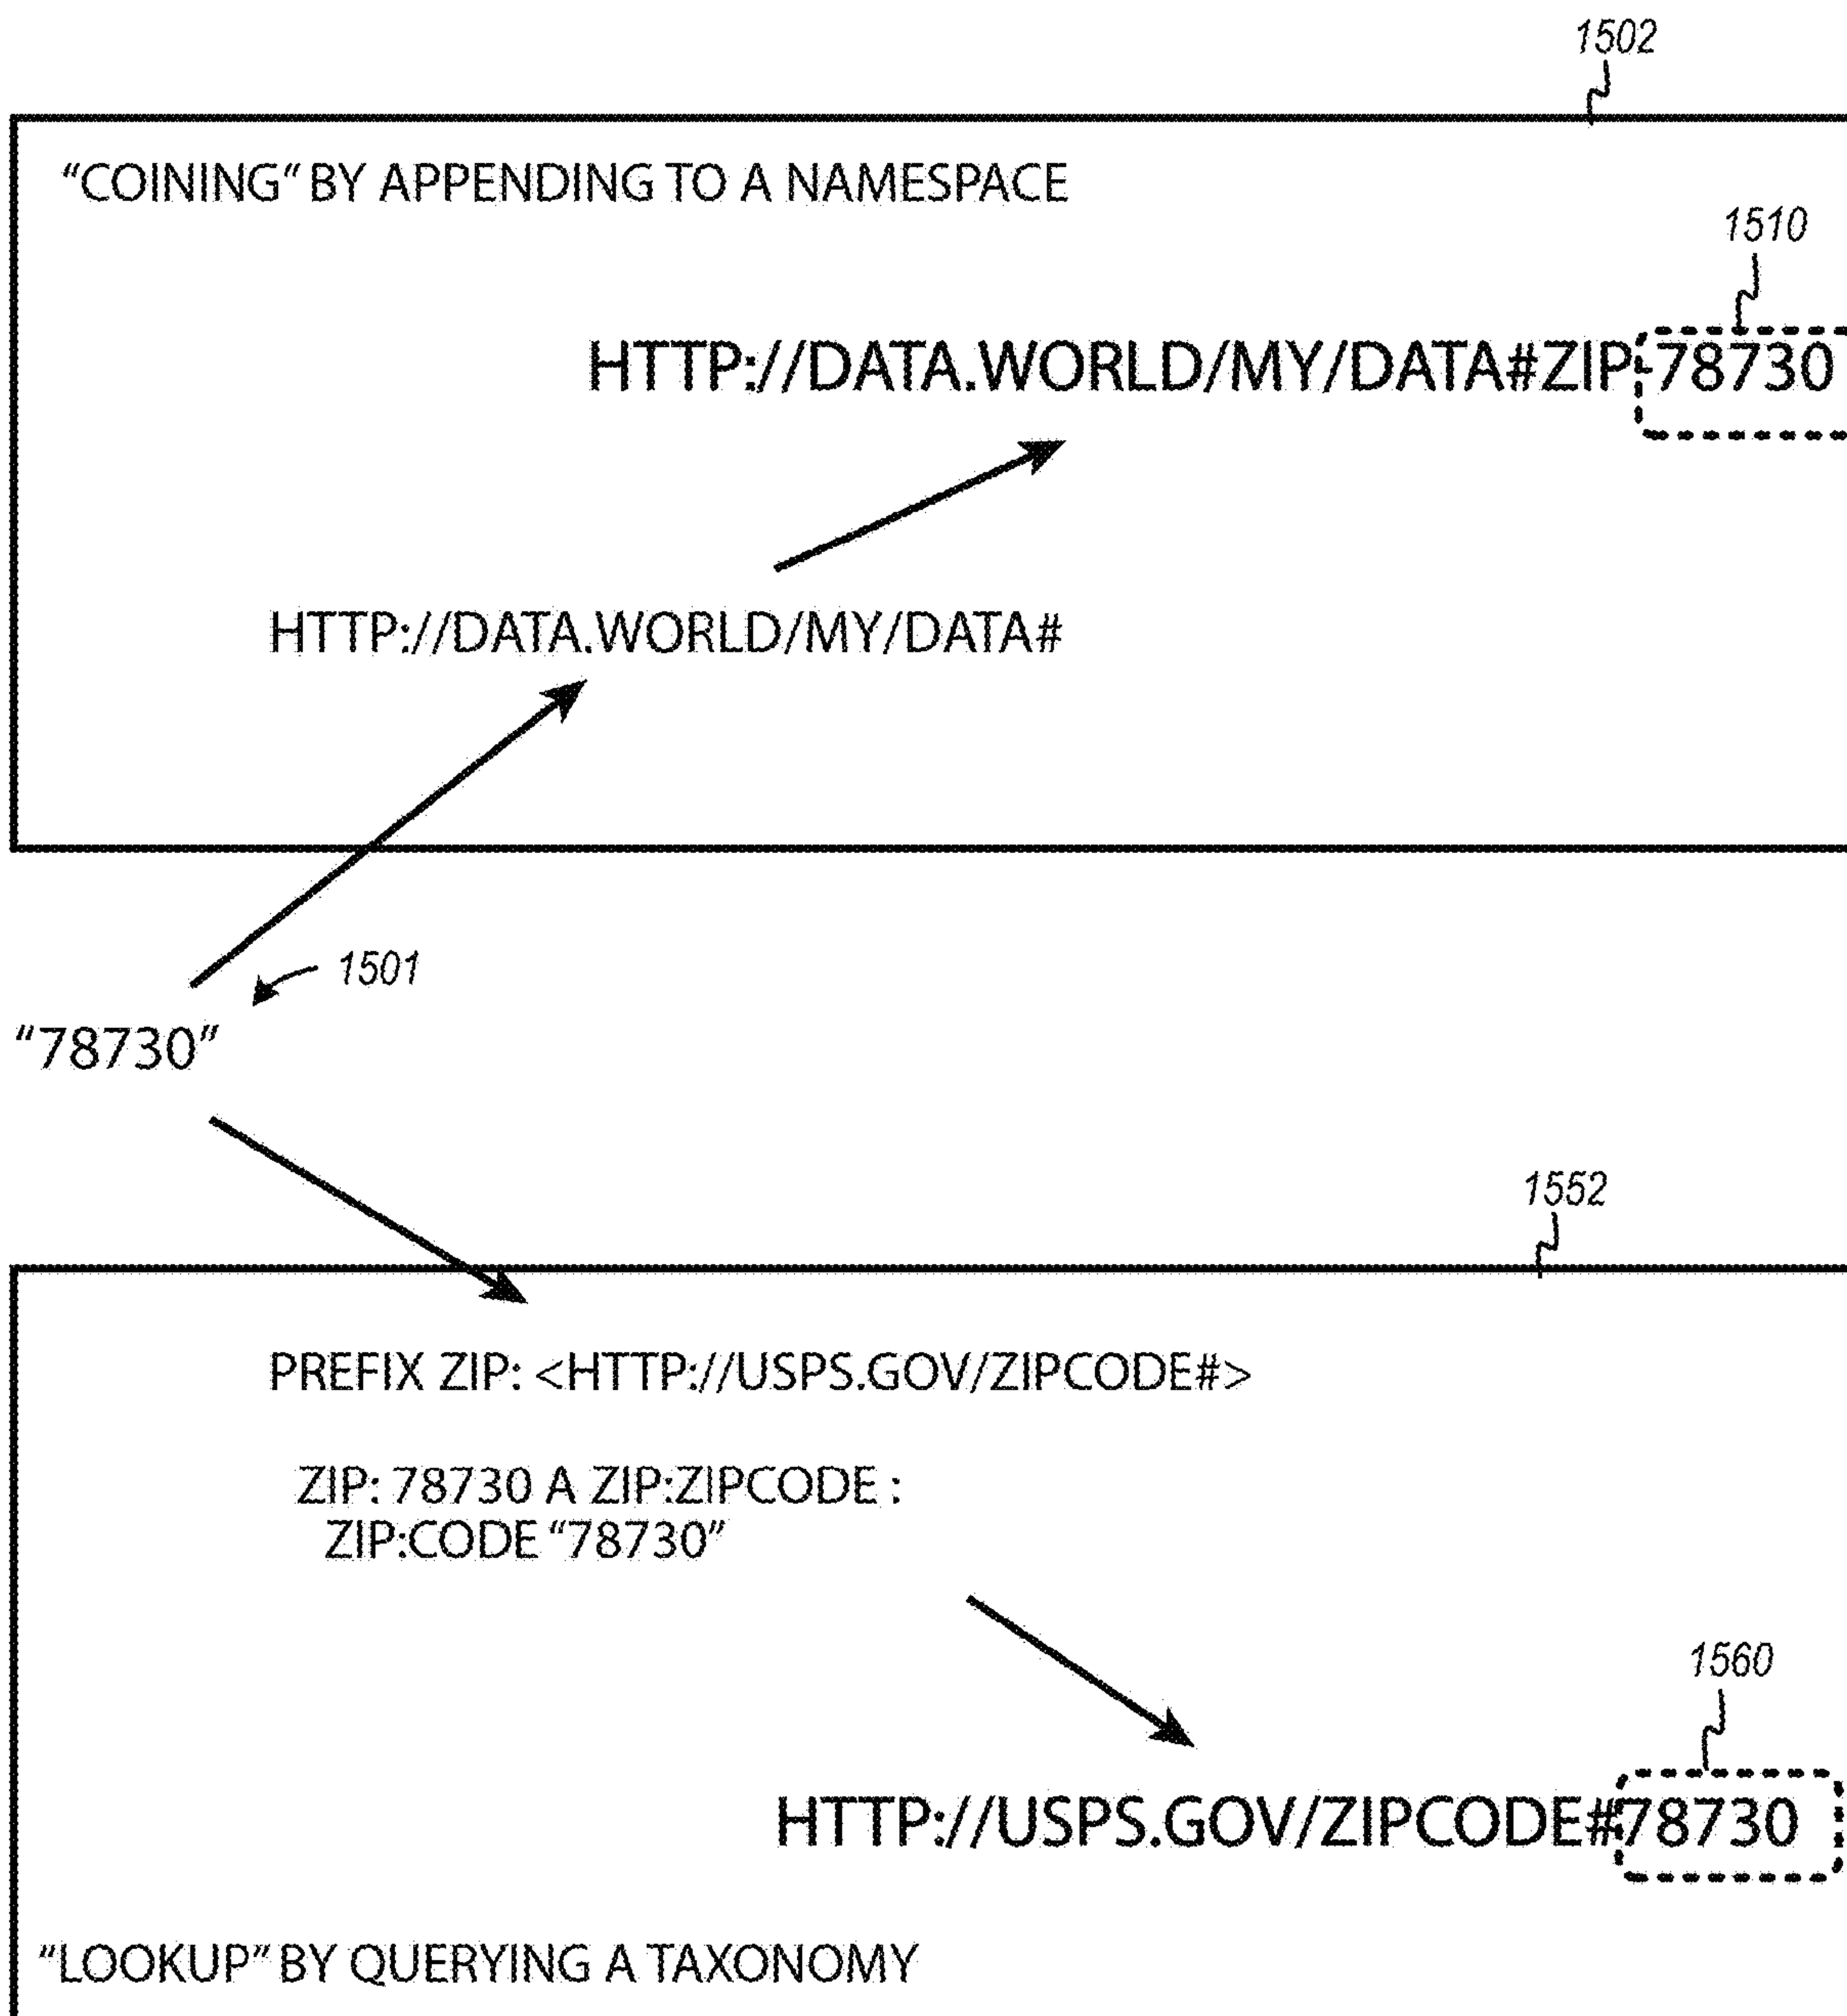 1502
“COINING” BY APPENDING TO A NAMESPACE
1510
HTTP://DATA.WORLD/MY/DATA#ZIP-78730
HTTP://DATA.WORLD/MY/DATA#
1501
“78730”
1552
PREFIX ZIP: <HTTP://USPS.GOV/ZIPCODE#>
ZIP: 78730 A ZIP:ZIPCODE :
ZIP:CODE “78730”
1560
HTTP://USPS.GOV/ZIPCODE#78730
“LOOKUP” BY QUERYING A TAXONOMY